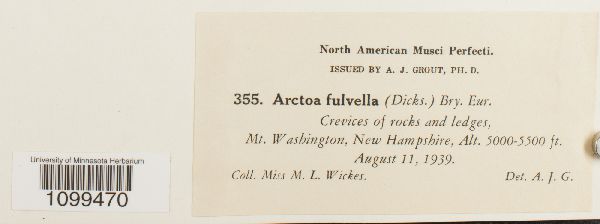 North American Musci Perfecti.
ISSUED BY A. J. GROUT, PH. D.
355. Arctoa fulvella (Dicks.) Bry. Eur.
Crevices of rocks and ledges,
Mt. Washington, New Hampshire, Alt. 5000-5500 ft.
August 11, 1939.
Coll. Miss M. L. Wickes. Det. A. J. G.
University of Minnesota Herbarium
1099470